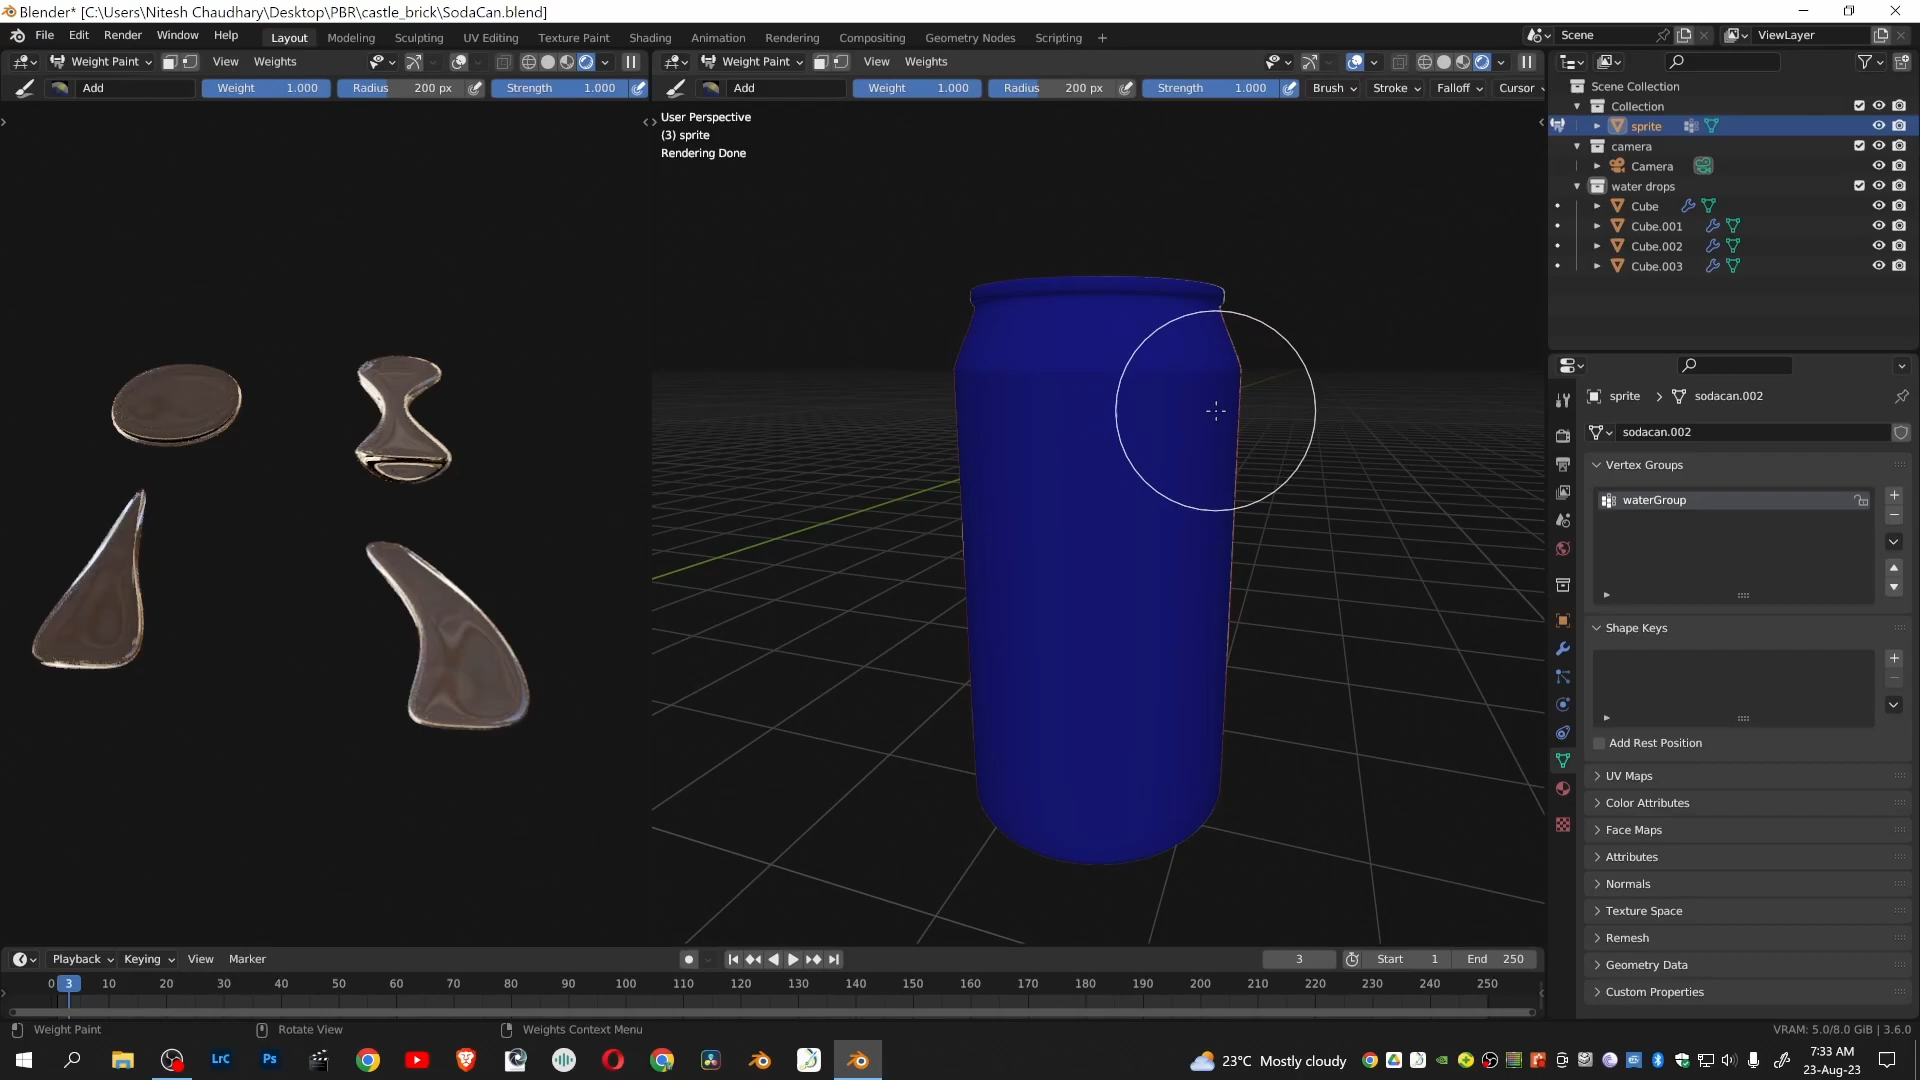 Blender* [C:\Users\Nitesh Chaudhary\Desktop\PBR\castle_brick\SodaCan.blend]
File Edit Render Window Help Layout Modeling Sculpting UV Editing Texture Paint Shading Animation Rendering Compositing Geometry Nodes Scripting + Scene ViewLayer
Weight Paint View Weights
Weight Paint View Weights
Add Weight 1.000 Radius 200 px Strength 1.000
Add Weight 1.000 Radius 200 px Strength 1.000 Brush Stroke Falloff Cursor
User Perspective
(3) sprite
Rendering Done
Scene Collection
Collection
sprite
camera
Camera
water drops
Cube
Cube.001
Cube.002
Cube.003
sprite > sodacan.002
sodacan.002
Vertex Groups
waterGroup
Shape Keys
Add Rest Position
UV Maps
Color Attributes
Face Maps
Attributes
Normals
Texture Space
Remesh
Geometry Data
Custom Properties
Playback Keying View Marker 3 Start 1 End 250
0 3 10 20 30 40 50 60 70 80 90 100 110 120 130 140 150 160 170 180 190 200 210 220 230 240 250
Weight Paint Rotate View Weights Context Menu VRAM: 5.0/8.0 GiB | 3.6.0
LrC Ps 23°C Mostly cloudy 7:33 AM
23-Aug-23